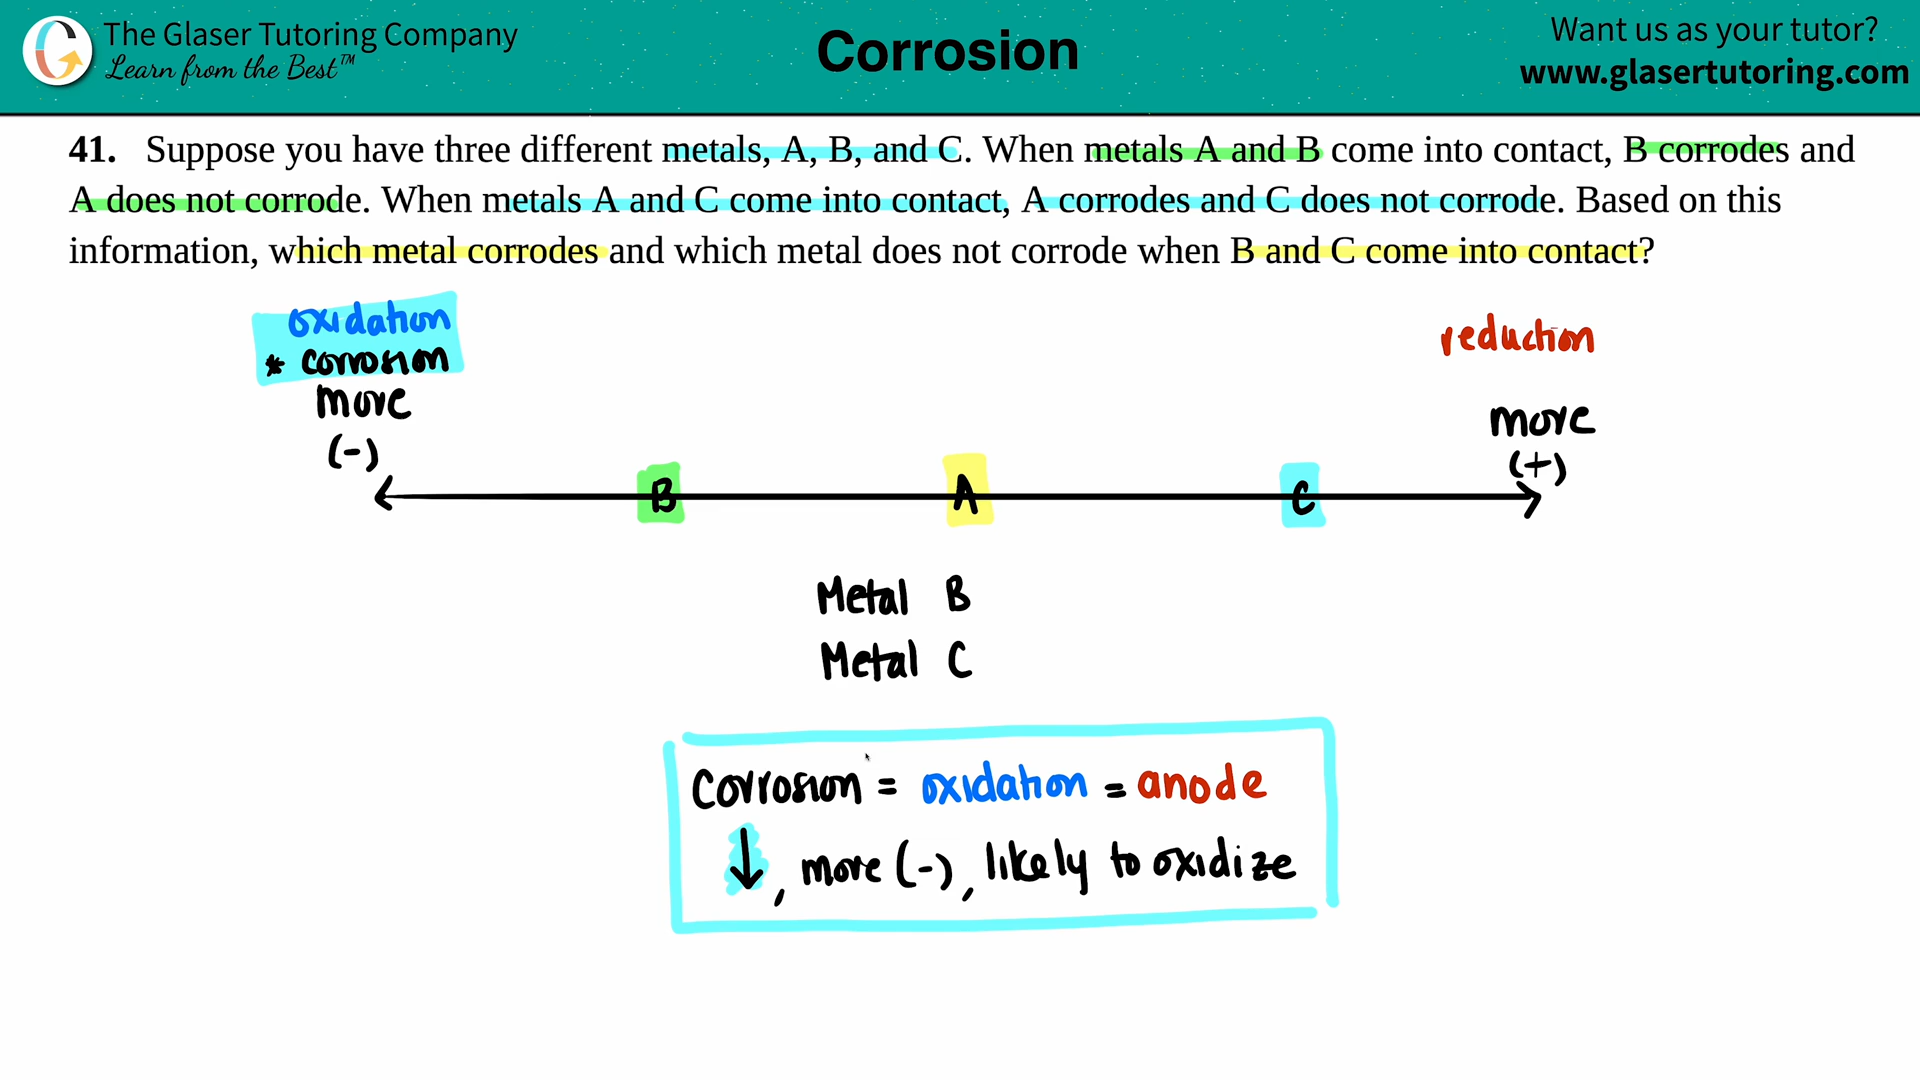 The Glaser Tutoring Company
Learn from the Best™
Corrosion
Want us as your tutor?
www.glasertutoring.com
41. Suppose you have three different metals, A, B, and C. When metals A and B come into contact, B corrodes and
A does not corrode. When metals A and C come into contact, A corrodes and C does not corrode. Based on this
information, which metal corrodes and which metal does not corrode when B and C come into contact?
oxidation
* corrosion
more
(-)
reduction
more
(+)
B A C
Metal B
Metal C
Corrosion = oxidation = anode
↓, more (-), likely to oxidize